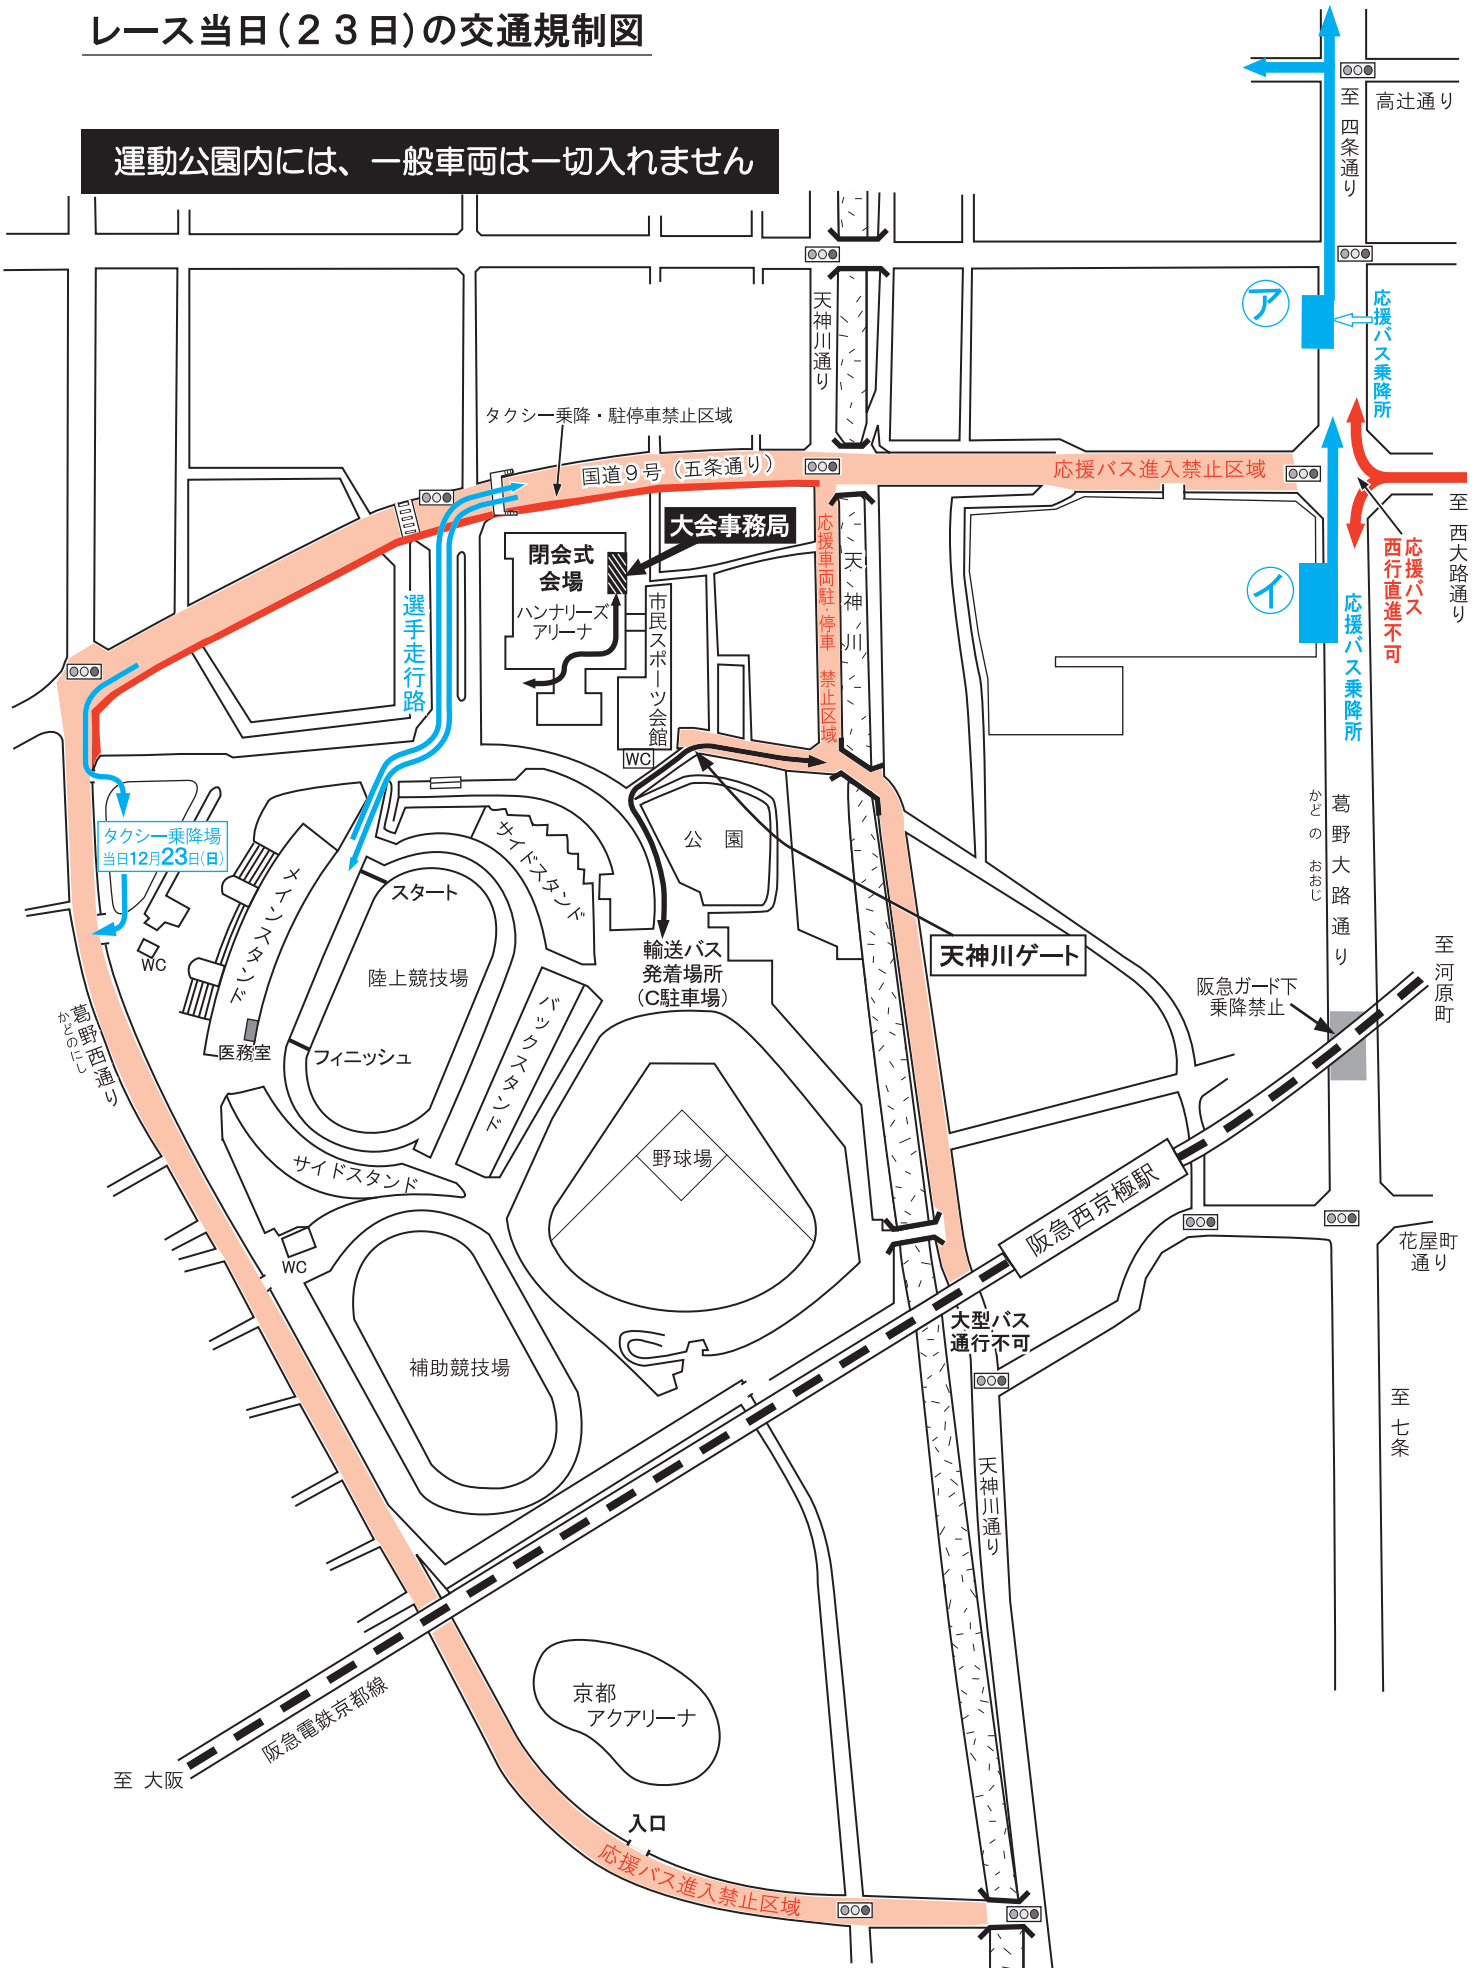 レース当日(２３日)の交通規制図
運動公園内には、一般車両は一切入れません
高辻通り
至 四条通り
天神川通り
ア
応援バス乗降所
タクシー乗降・駐停車禁止区域
国道９号（五条通り）
応援バス進入禁止区域
至 西大路通り
応援バス
西行直進不可
イ
応援バス乗降所
大会事務局
閉会式
会場
ハンナリーズ
アリーナ
市民スポーツ会館
WC
応援車両駐・停車 禁止区域
天神川
選手走行路
タクシー乗降場
当日12月23日(日)
WC
メインスタンド
サイドスタンド
スタート
陸上競技場
フィニッシュ
医務室
バックスタンド
サイドスタンド
WC
公園
輸送バス
発着場所
(C駐車場)
天神川ゲート
葛野大路通り
かどの おおじ
至 河原町
阪急ガード下
乗降禁止
葛野西通り
かどのにし
野球場
阪急西京極駅
花屋町
通り
大型バス
通行不可
補助競技場
至 七条
天神川通り
阪急電鉄京都線
至 大阪
京都
アクアリーナ
入口
応援バス進入禁止区域